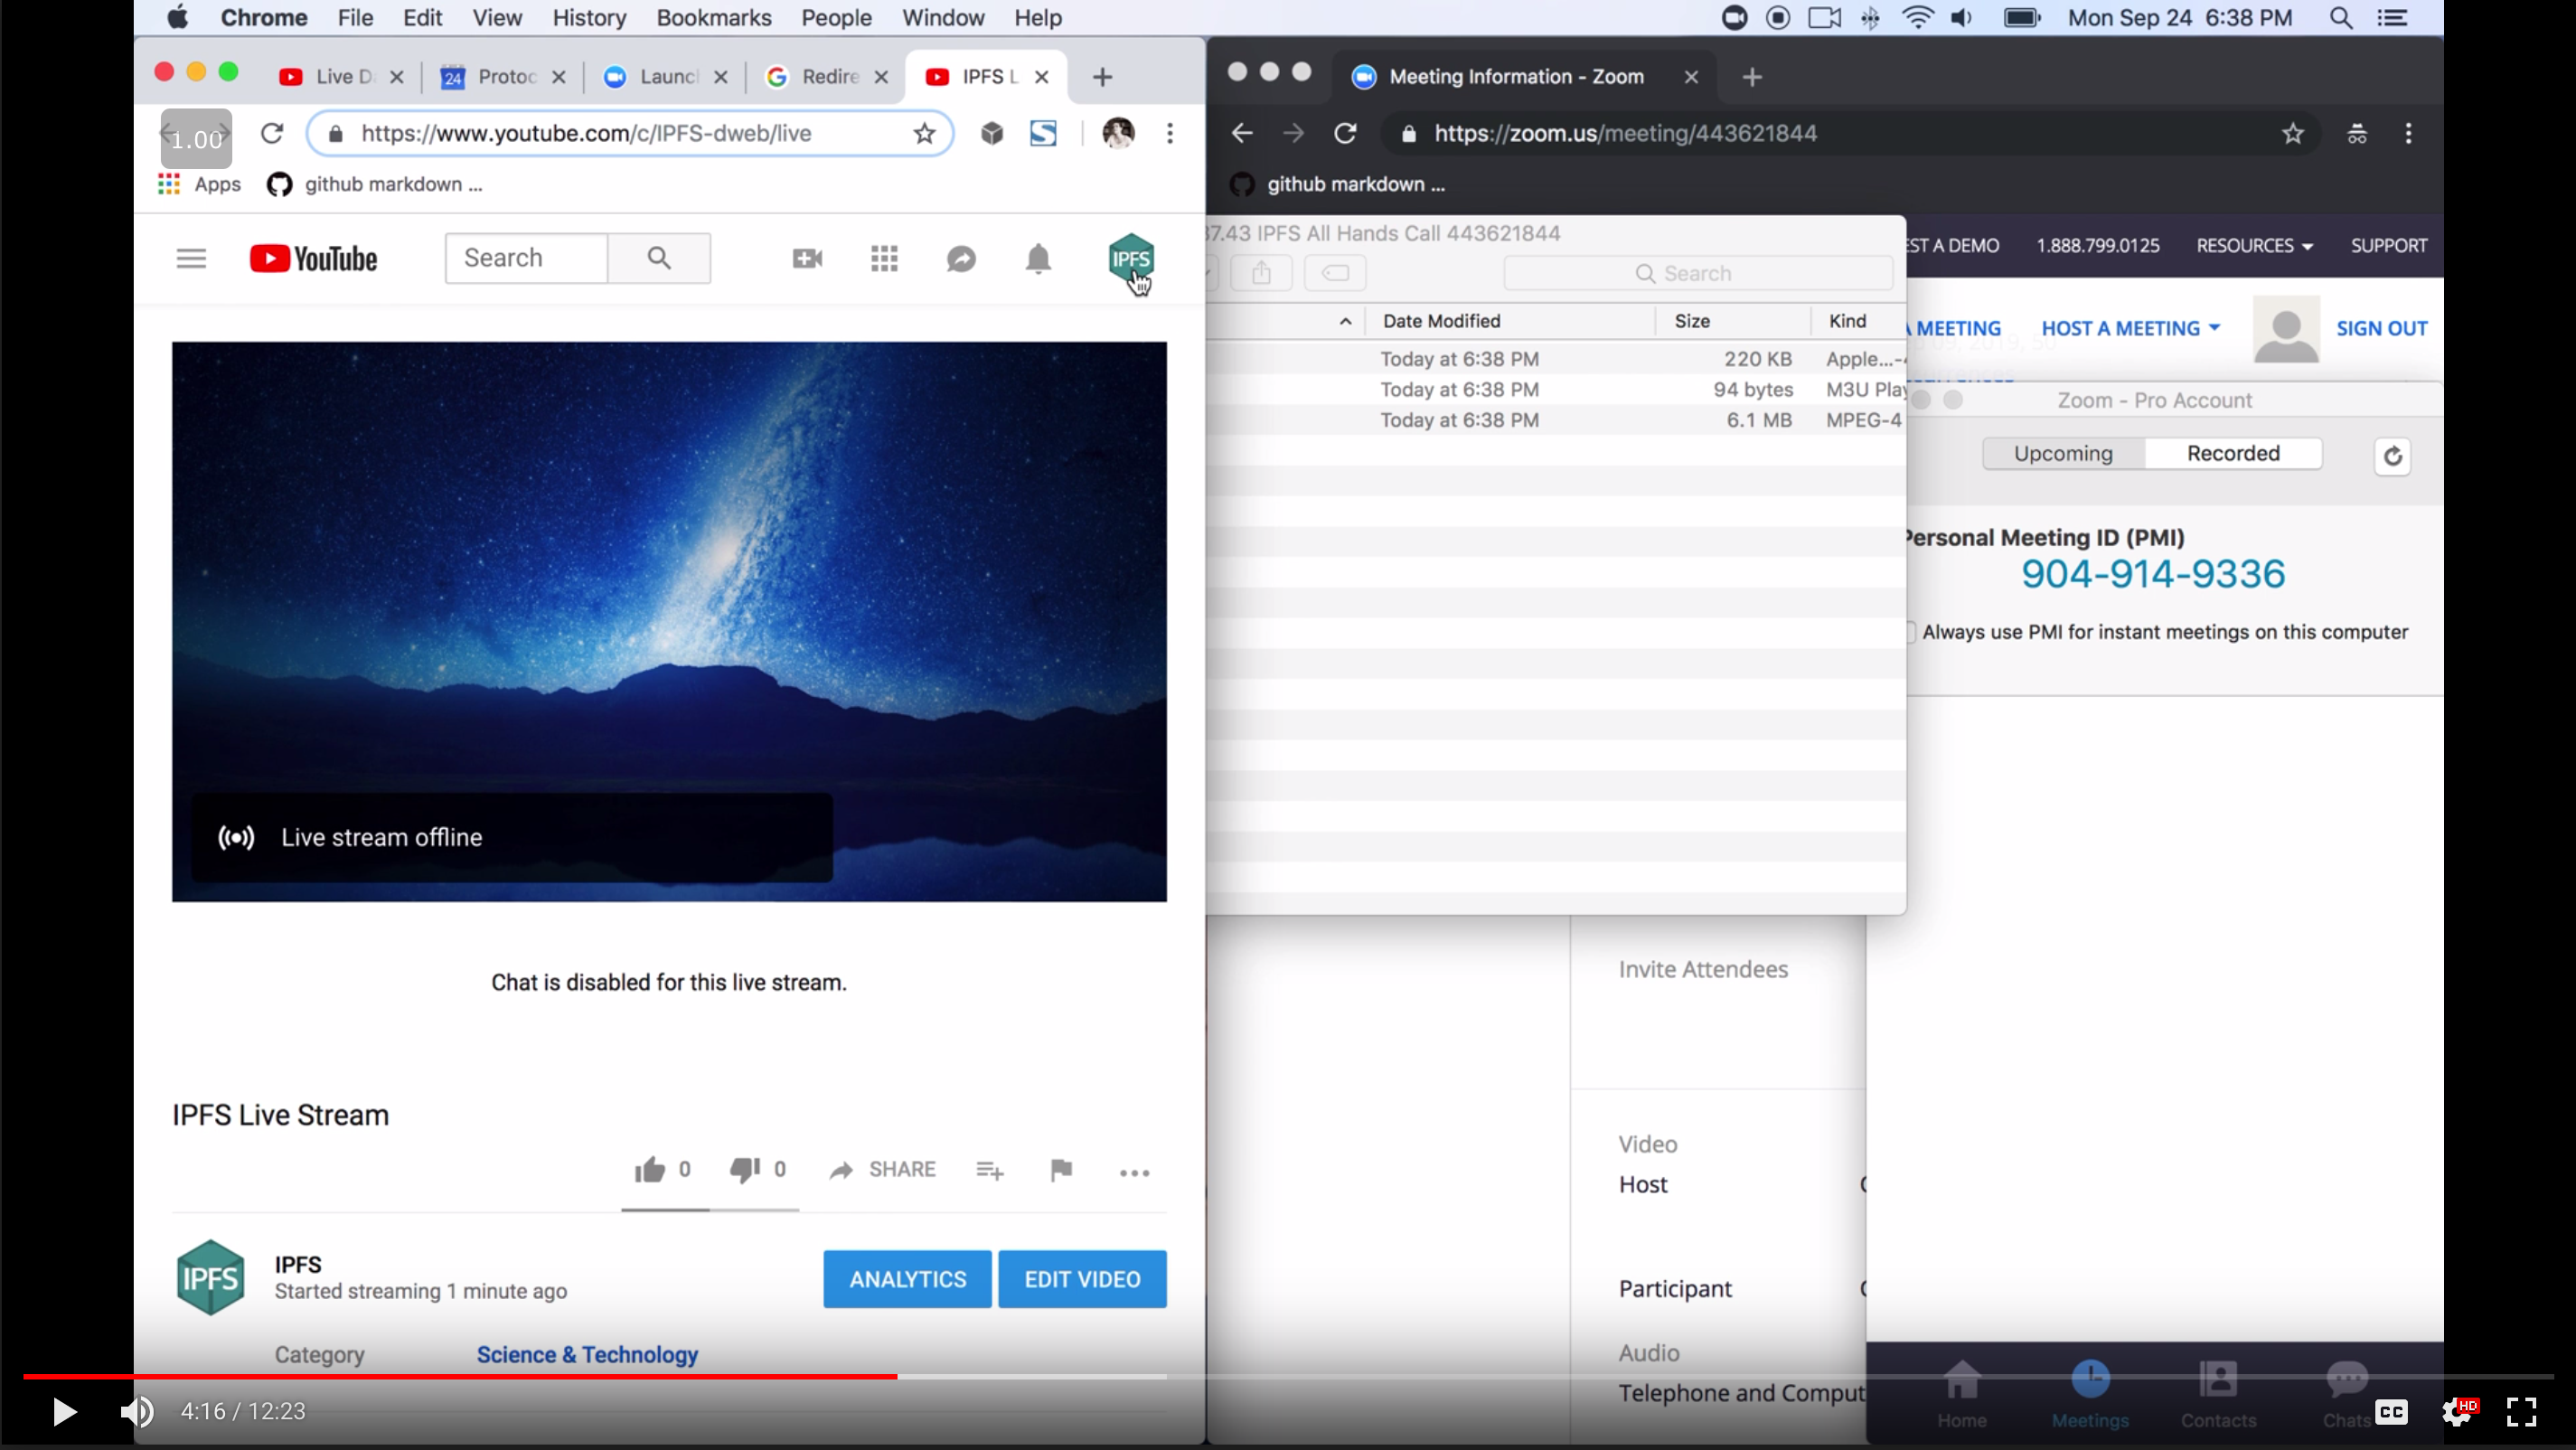 Chrome File Edit View History Bookmarks People Window Help
Mon Sep 24 6:38 PM
Live D
24 Protoc
Launc
Redire
IPFS L
1.00
https://www.youtube.com/c/IPFS-dweb/live
Apps
github markdown ...
YouTube
Search
IPFS
Live stream offline
Chat is disabled for this live stream.
IPFS Live Stream
0
0
SHARE
IPFS
IPFS
Started streaming 1 minute ago
ANALYTICS
EDIT VIDEO
Category
Science & Technology
Meeting Information - Zoom
https://zoom.us/meeting/443621844
github markdown ...
EST A DEMO 1.888.799.0125 RESOURCES SUPPORT
A MEETING HOST A MEETING SIGN OUT
37.43 IPFS All Hands Call 443621844
Search
Date Modified Size Kind
Today at 6:38 PM 220 KB Apple...-4
Today at 6:38 PM 94 bytes M3U Play
Today at 6:38 PM 6.1 MB MPEG-4
Zoom - Pro Account
Upcoming Recorded
Personal Meeting ID (PMI)
904-914-9336
Always use PMI for instant meetings on this computer
Invite Attendees
Video
Host
Participant
Audio
Telephone and Comput
Home Meetings Contacts Chats
4:16 / 12:23
CC
HD